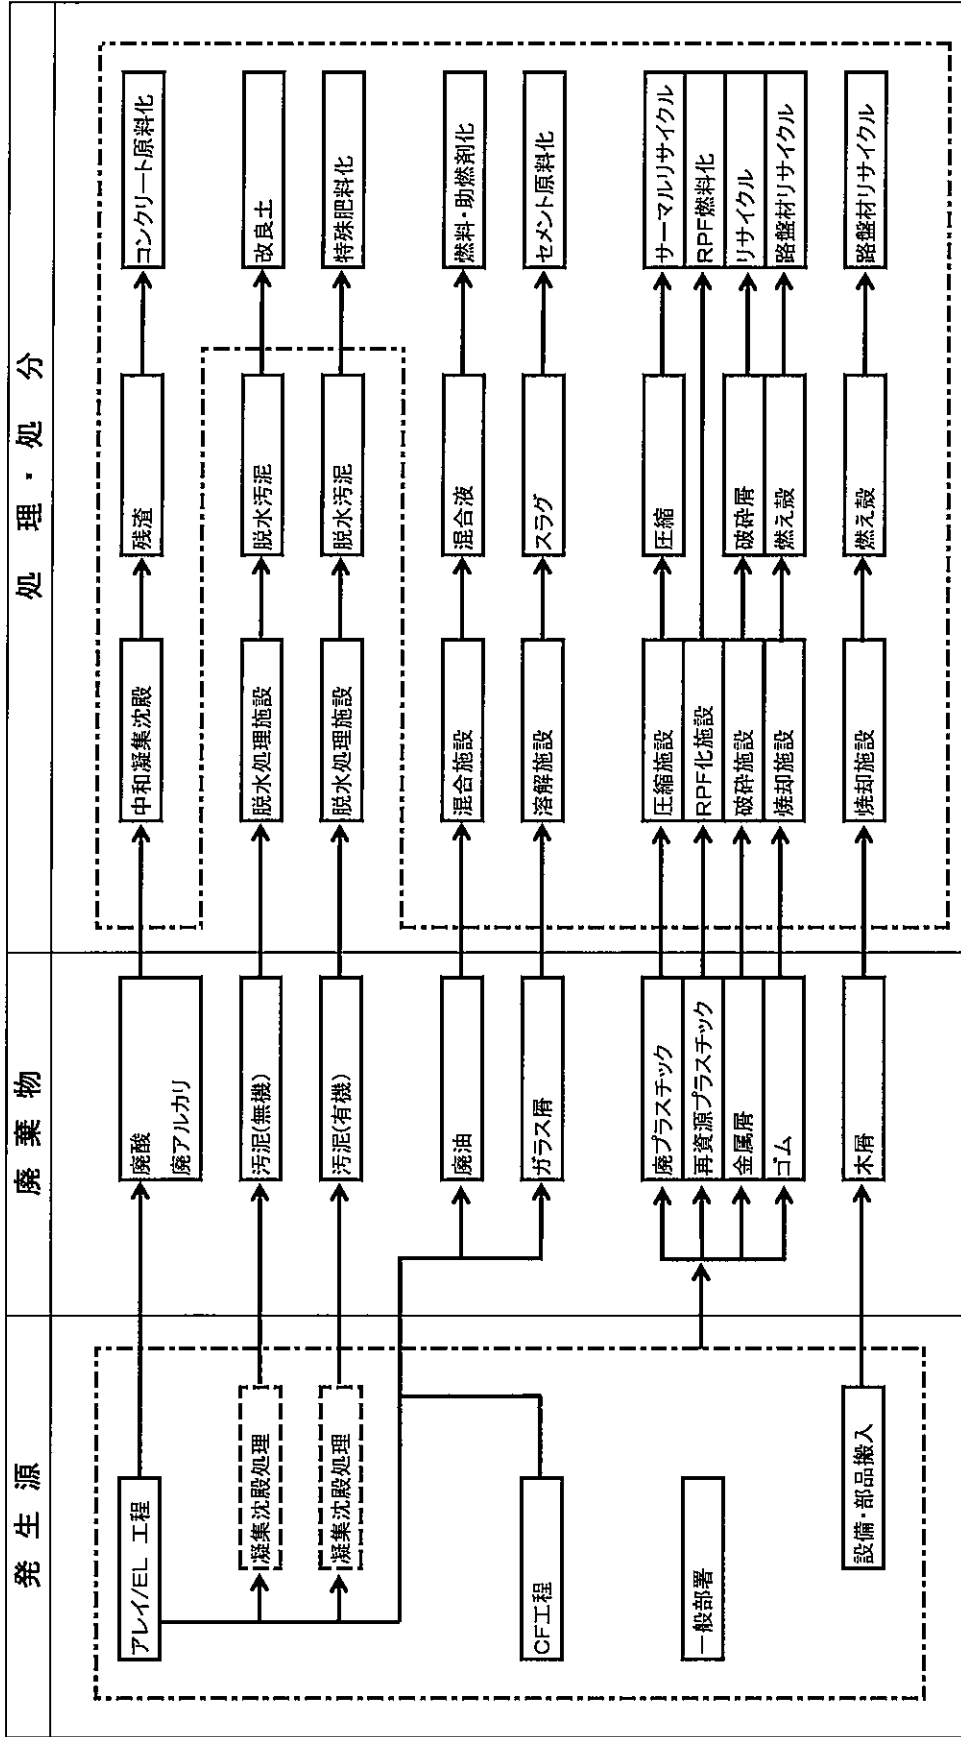 発生源
廃棄物
処理・処分
アレイ/EL 工程
廃酸
廃アルカリ
中和凝集沈殿
残渣
コンクリート原料化
凝集沈殿処理
汚泥(無機)
脱水処理施設
脱水汚泥
改良土
凝集沈殿処理
汚泥(有機)
脱水処理施設
脱水汚泥
特殊肥料化
廃油
混合施設
混合液
燃料・助燃剤化
CF工程
ガラス屑
溶解施設
スラグ
セメント原料化
一般部署
廃プラスチック
圧縮施設
圧縮
サーマルリサイクル
再資源プラスチック
RPF化施設
RPF燃料化
金属屑
破砕施設
破砕屑
リサイクル
ゴム
焼却施設
燃え殻
路盤材リサイクル
設備・部品搬入
木屑
焼却施設
燃え殻
路盤材リサイクル